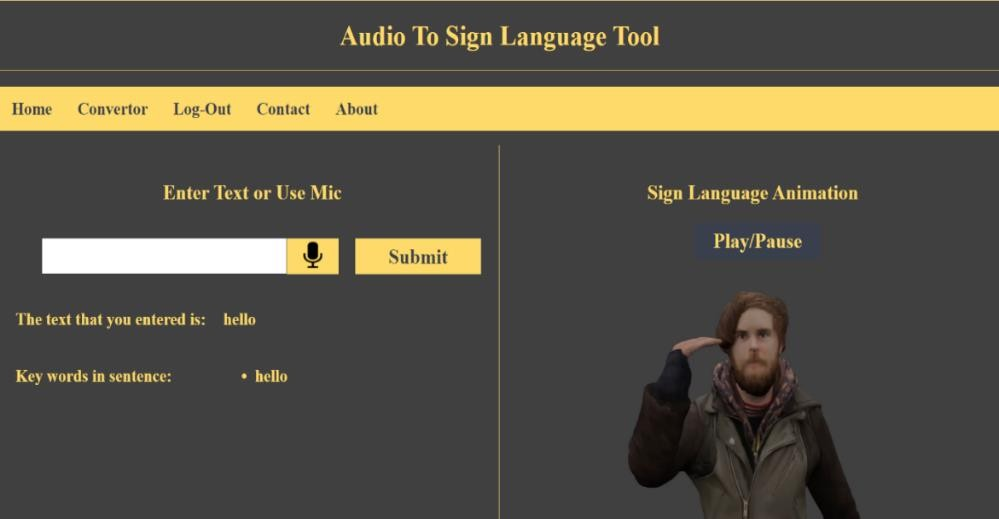 Audio To Sign Language Tool
Home Convertor Log-Out Contact About
Enter Text or Use Mic
Submit
The text that you entered is: hello
Key words in sentence: • hello
Sign Language Animation
Play/Pause